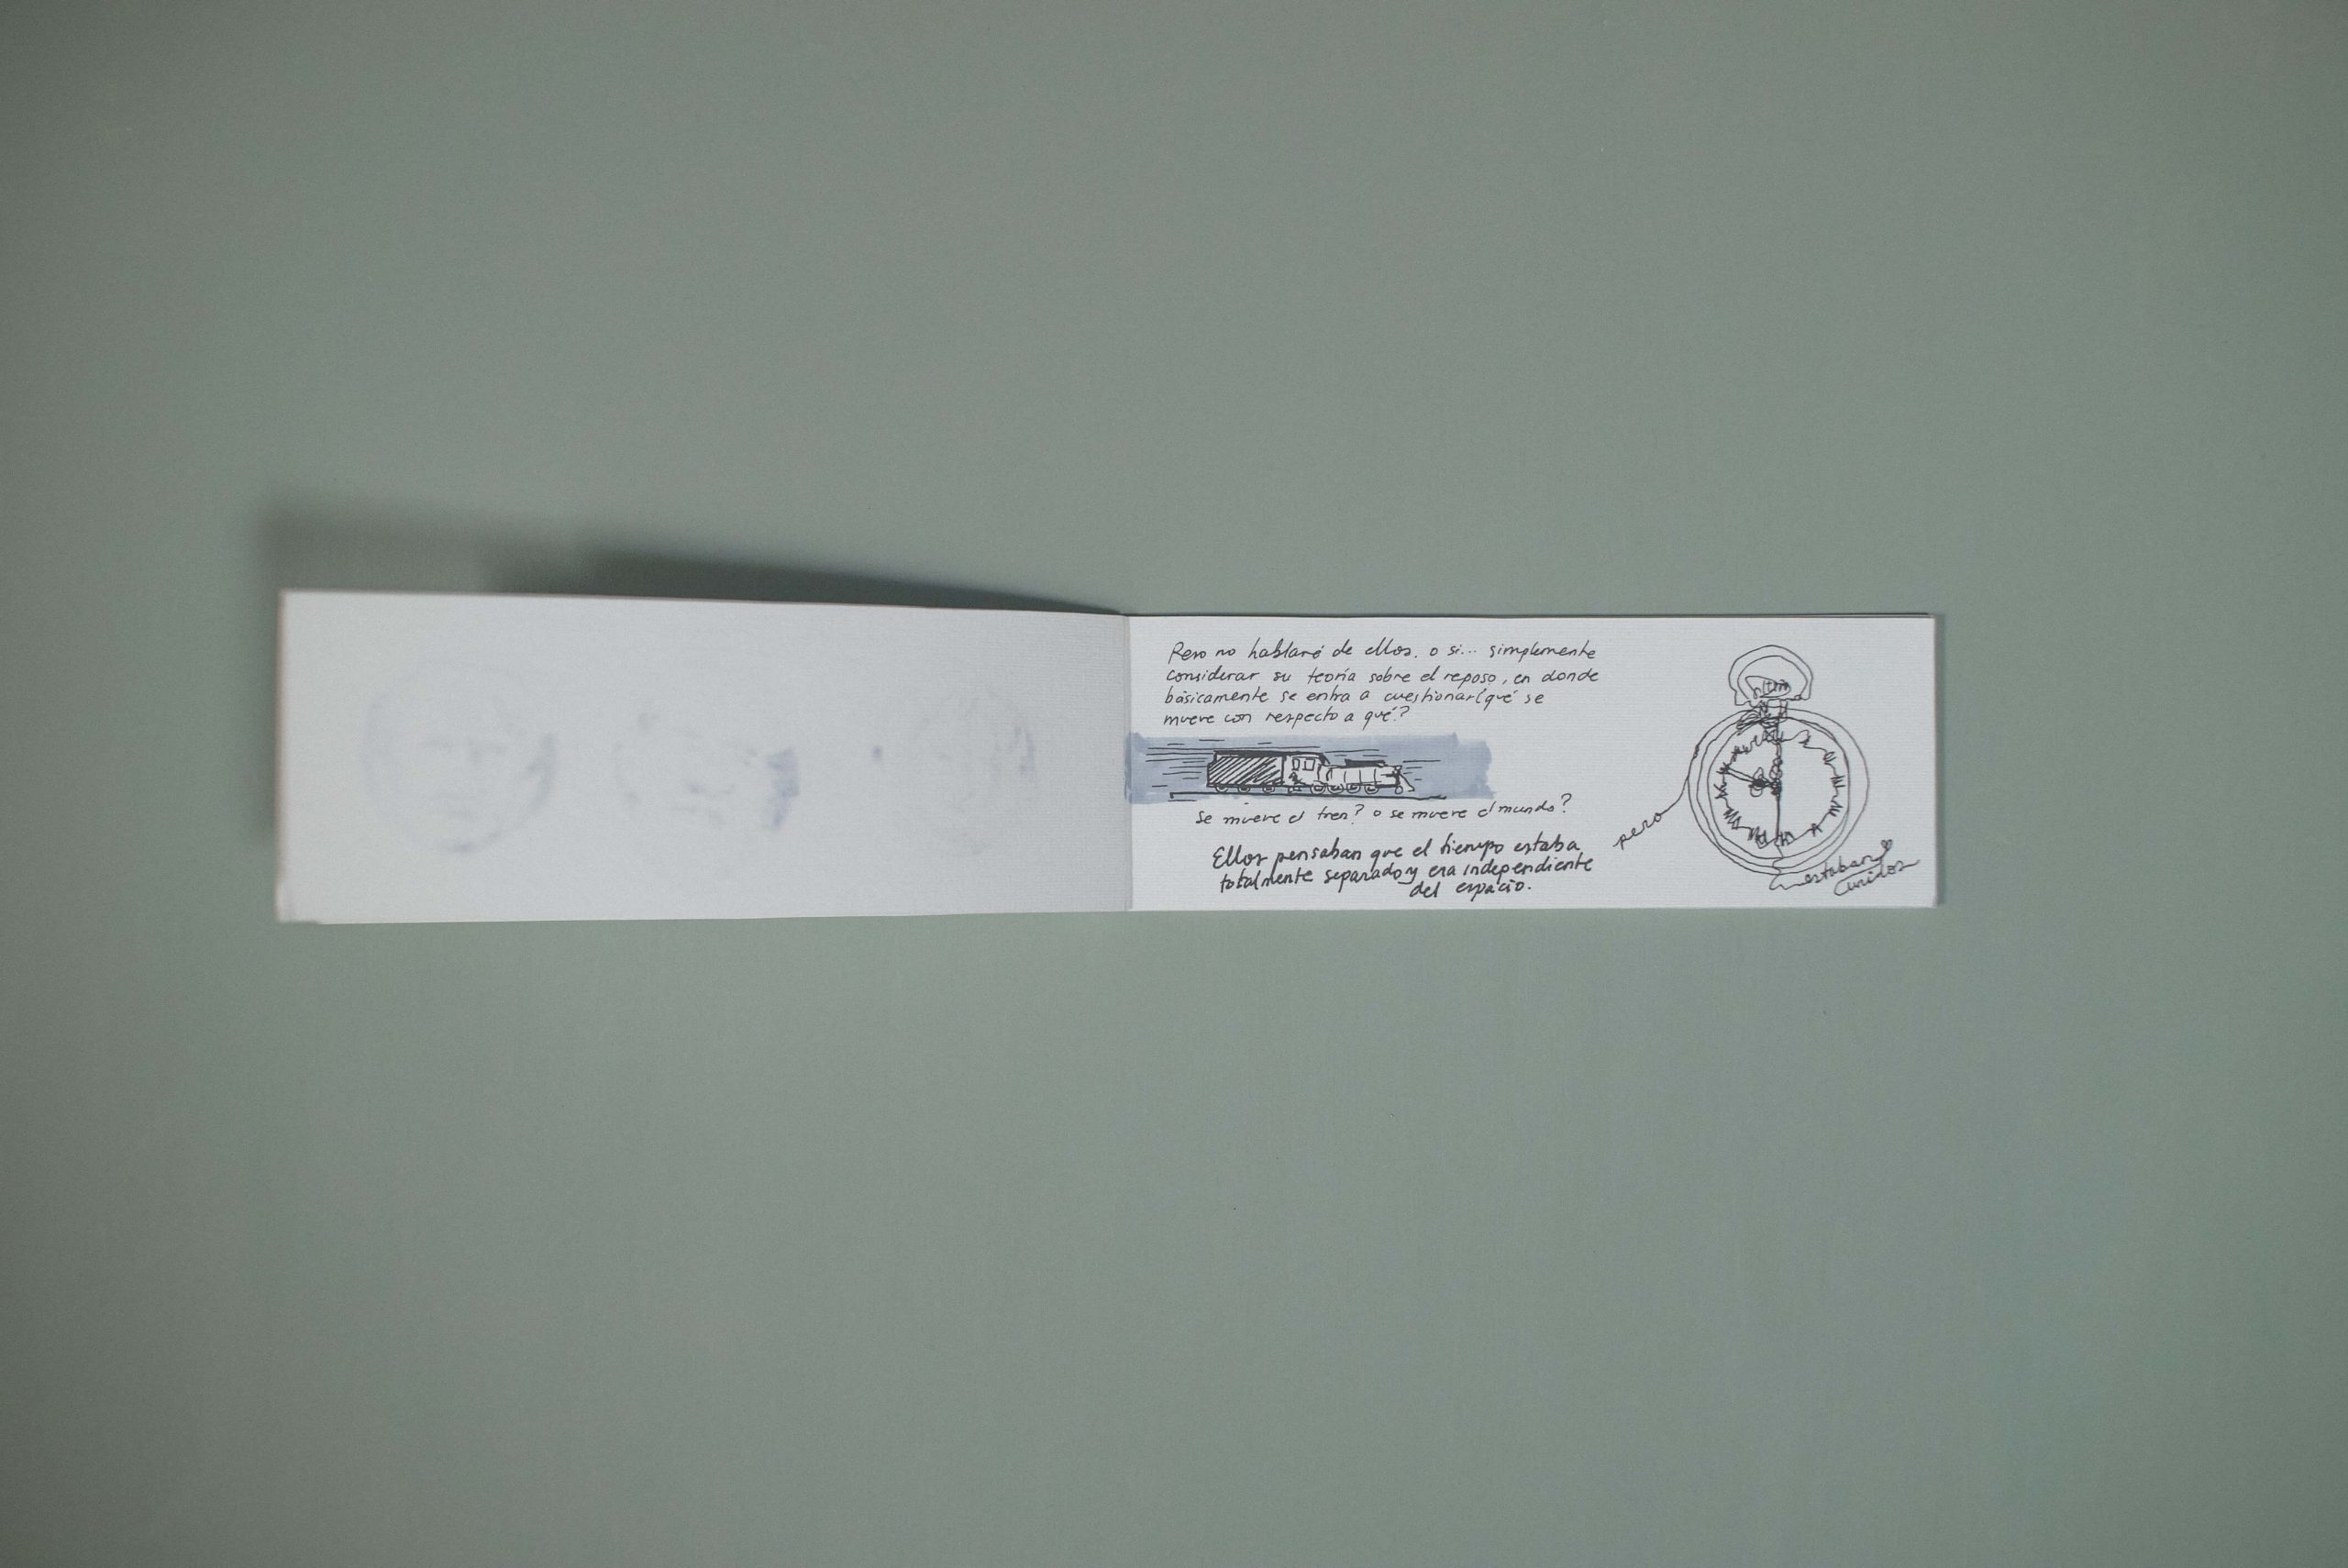 Pero no hablaré de ellos. o si... simplemente
considerar su teoría sobre el reposo, en donde
básicamente se entra a cuestionar ¿qué se
mueve con respecto a qué?
Se mueve el tren? o se mueve el mundo?
Ellos pensaban que el tiempo estaba
totalmente separado y era independiente
del espacio.
pero
estaban
unidos